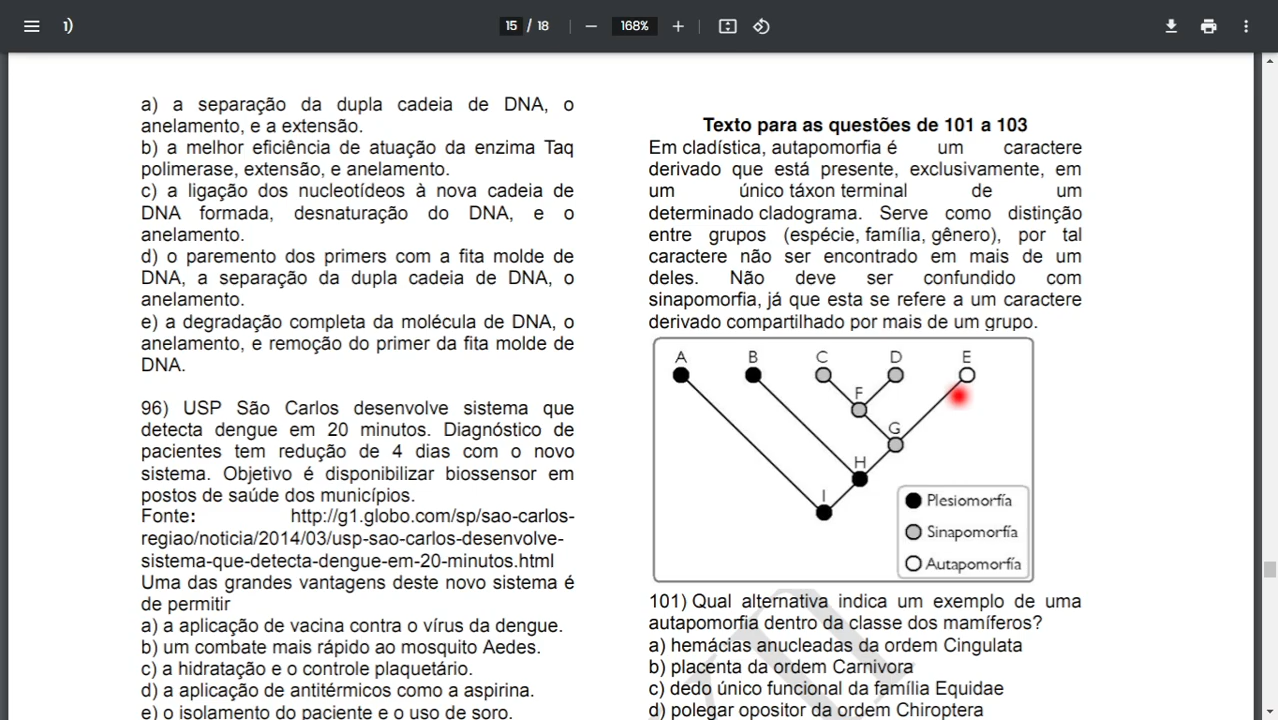 1)
15 / 18
168%
a) a separação da dupla cadeia de DNA, o
anelamento, e a extensão.
b) a melhor eficiência de atuação da enzima Taq
polimerase, extensão, e anelamento.
c) a ligação dos nucleotídeos à nova cadeia de
DNA formada, desnaturação do DNA, e o
anelamento.
d) o paremento dos primers com a fita molde de
DNA, a separação da dupla cadeia de DNA, o
anelamento.
e) a degradação completa da molécula de DNA, o
anelamento, e remoção do primer da fita molde de
DNA.
96) USP São Carlos desenvolve sistema que
detecta dengue em 20 minutos. Diagnóstico de
pacientes tem redução de 4 dias com o novo
sistema. Objetivo é disponibilizar biossensor em
postos de saúde dos municípios.
Fonte: http://g1.globo.com/sp/sao-carlos-
regiao/noticia/2014/03/usp-sao-carlos-desenvolve-
sistema-que-detecta-dengue-em-20-minutos.html
Uma das grandes vantagens deste novo sistema é
de permitir
a) a aplicação de vacina contra o vírus da dengue.
b) um combate mais rápido ao mosquito Aedes.
c) a hidratação e o controle plaquetário.
d) a aplicação de antitérmicos como a aspirina.
e) o isolamento do paciente e o uso de soro.
Texto para as questões de 101 a 103
Em cladística, autapomorfia é um caractere
derivado que está presente, exclusivamente, em
um único táxon terminal de um
determinado cladograma. Serve como distinção
entre grupos (espécie, família, gênero), por tal
caractere não ser encontrado em mais de um
deles. Não deve ser confundido com
sinapomorfia, já que esta se refere a um caractere
derivado compartilhado por mais de um grupo.
A B C D E
F
G
H
I
Plesiomorfía
Sinapomorfía
Autapomorfía
101) Qual alternativa indica um exemplo de uma
autapomorfia dentro da classe dos mamíferos?
a) hemácias anucleadas da ordem Cingulata
b) placenta da ordem Carnivora
c) dedo único funcional da família Equidae
d) polegar opositor da ordem Chiroptera